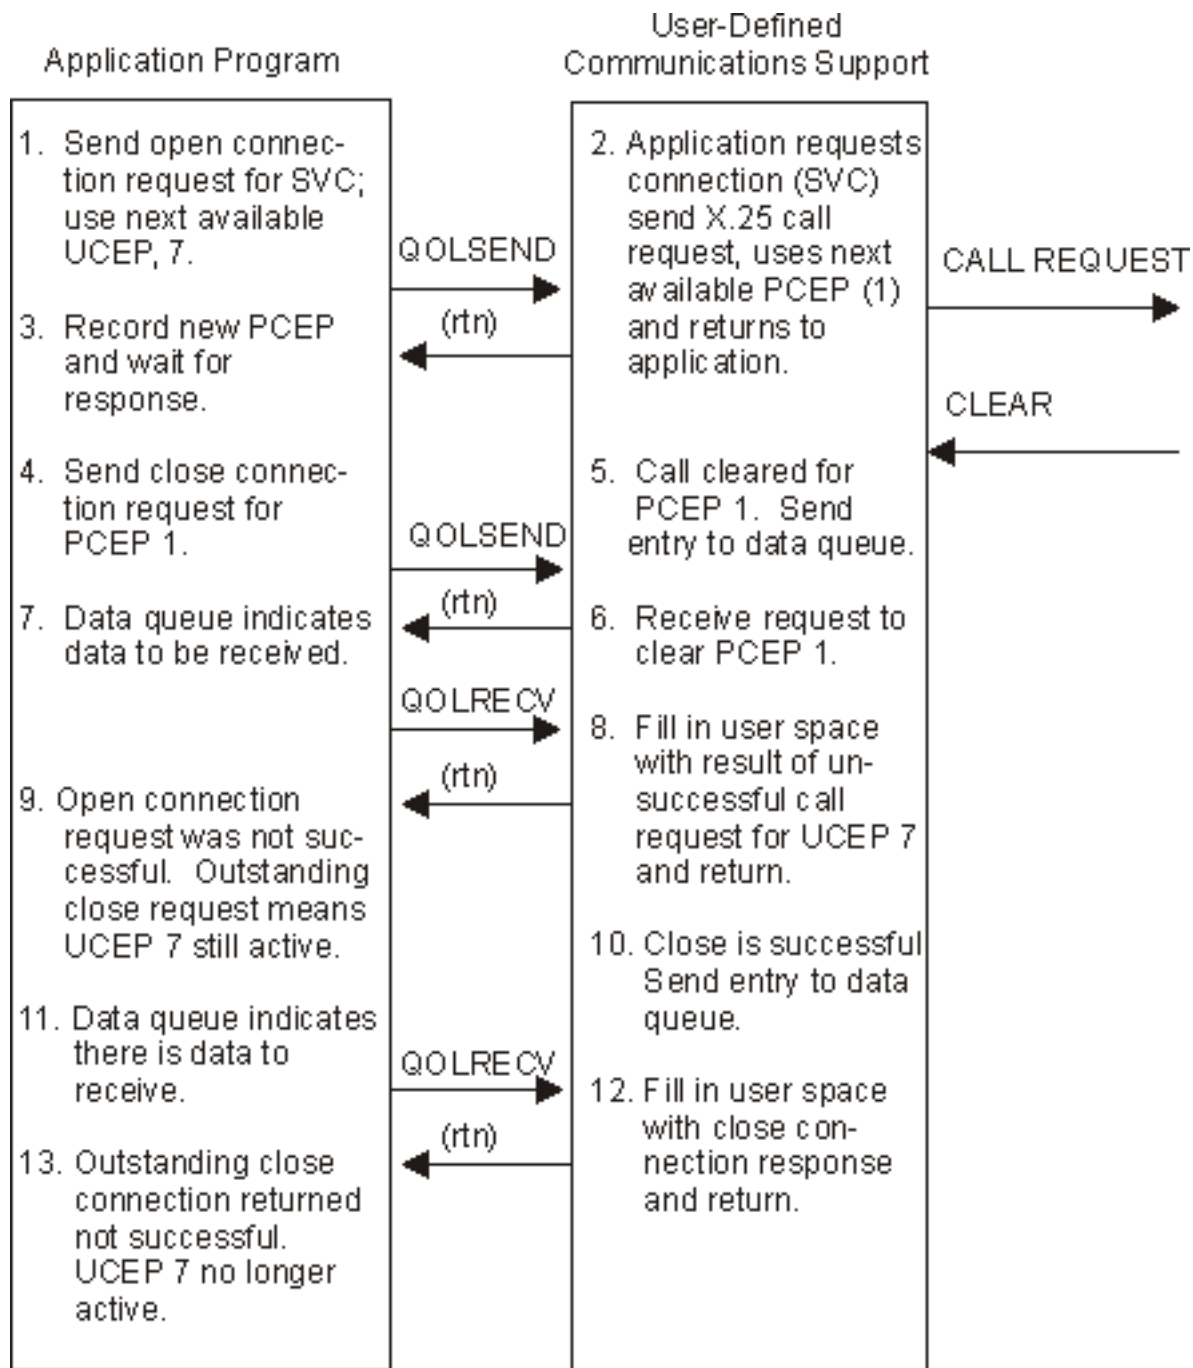 User-Defined
Application Program
Communications Support
1. Send open connec-
tion request for SVC;
use next available
UCEP, 7.
QOLSEND
2. Application requests
connection (SVC)
send X.25 call
request, uses next
available PCEP (1)
and returns to
application.
CALL REQUEST
(rtn)
3. Record new PCEP
and wait for
response.
CLEAR
4. Send close connec-
tion request for
PCEP 1.
QOLSEND
5. Call cleared for
PCEP 1. Send
entry to data queue.
(rtn)
7. Data queue indicates
data to be received.
6. Receive request to
clear PCEP 1.
QOLRECV
8. Fill in user space
with result of un-
successful call
request for UCEP 7
and return.
(rtn)
9. Open connection
request was not suc-
cessful. Outstanding
close request means
UCEP 7 still active.
10. Close is successful
Send entry to data
queue.
11. Data queue indicates
there is data to
receive.
QOLRECV
12. Fill in user space
with close con-
nection response
and return.
(rtn)
13. Outstanding close
connection returned
not successful.
UCEP 7 no longer
active.